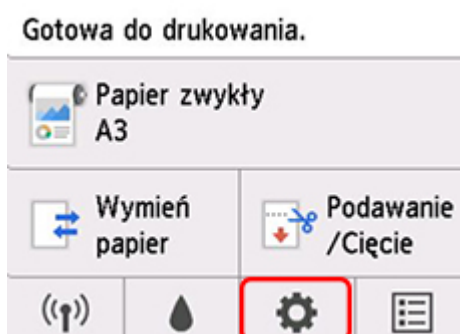 Gotowa do drukowania.
Papier zwykły
A3
Wymień
papier
Podawanie
/Cięcie